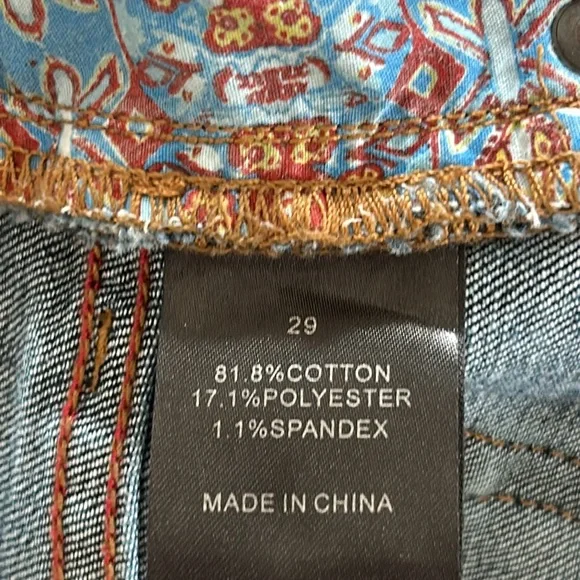 29
81.8%COTTON
17.1%POLYESTER
1.1%SPANDEX
MADE IN CHINA